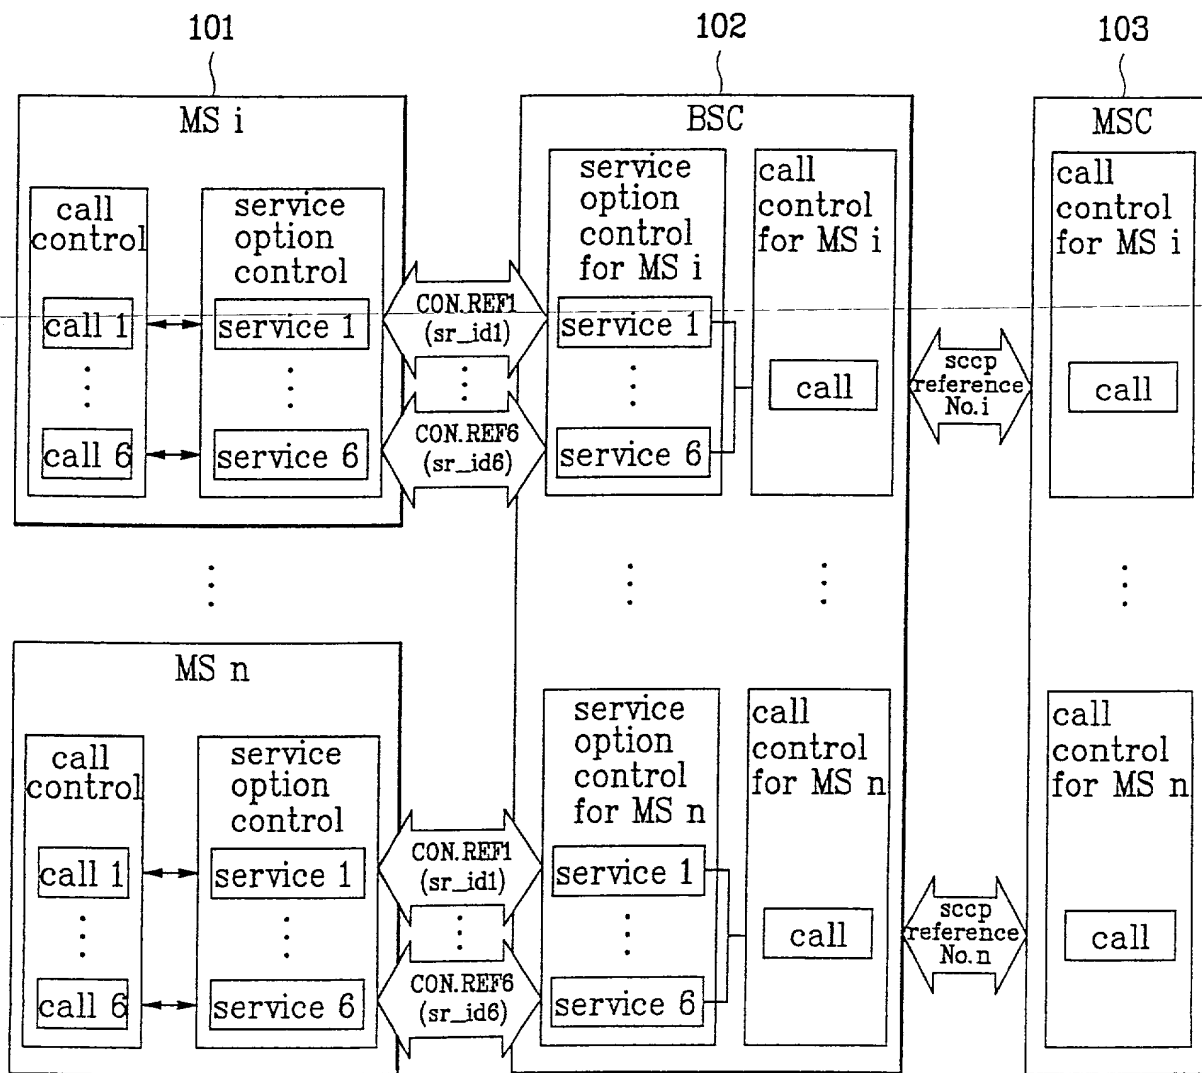 101
102
103
MS i
BSC
MSC
call
control
service
option
control
service
option
control
for MS i
call
control
for MS i
call
control
for MS i
call 1
service 1
CON.REF1
(sr_id1)
service 1
call 6
service 6
CON.REF6
(sr_id6)
service 6
call
sccp
reference
No.i
call
MS n
call
control
service
option
control
service
option
control
for MS n
call
control
for MS n
call
control
for MS n
call 1
service 1
CON.REF1
(sr_id1)
service 1
call 6
service 6
CON.REF6
(sr_id6)
service 6
call
sccp
reference
No.n
call